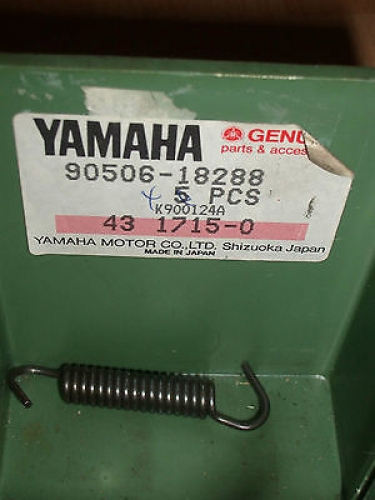 YAMAHA
GENU
parts & acces
90506-18288
4 5 PCS
K900124A
43 1715-0
YAMAHA MOTOR CO., LTD. Shizuoka Japan
MADE IN JAPAN